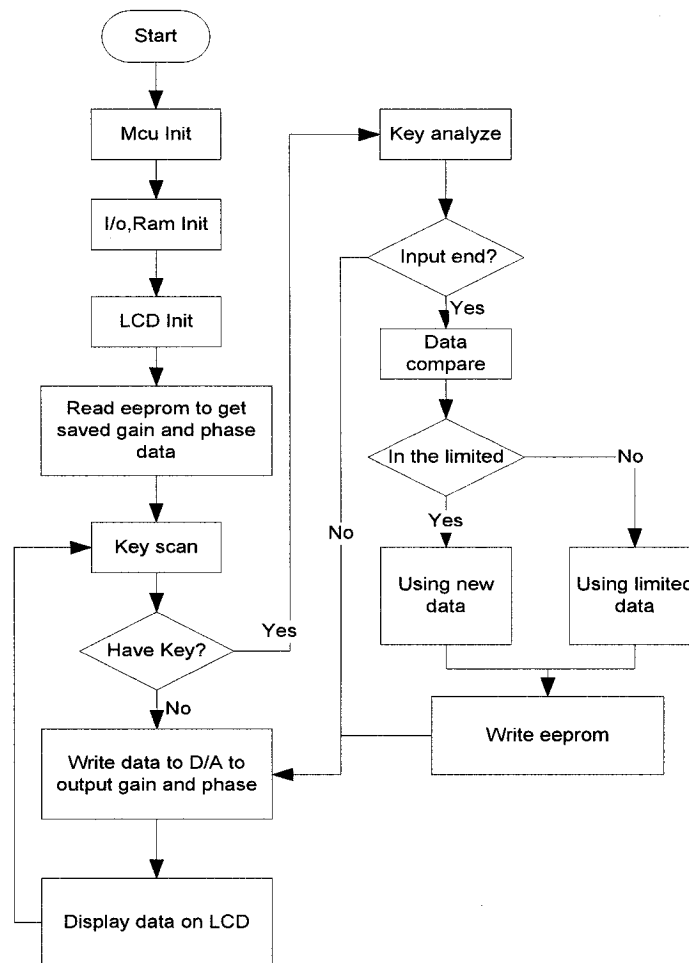 Start
Mcu Init
I/o,Ram Init
LCD Init
Read eeprom to get
saved gain and phase
data
Key scan
Have Key?
Yes
No
Write data to D/A to
output gain and phase
Display data on LCD
Key analyze
Input end?
Yes
No
Data
compare
In the limited
No
Yes
Using new
data
Using limited
data
Write eeprom